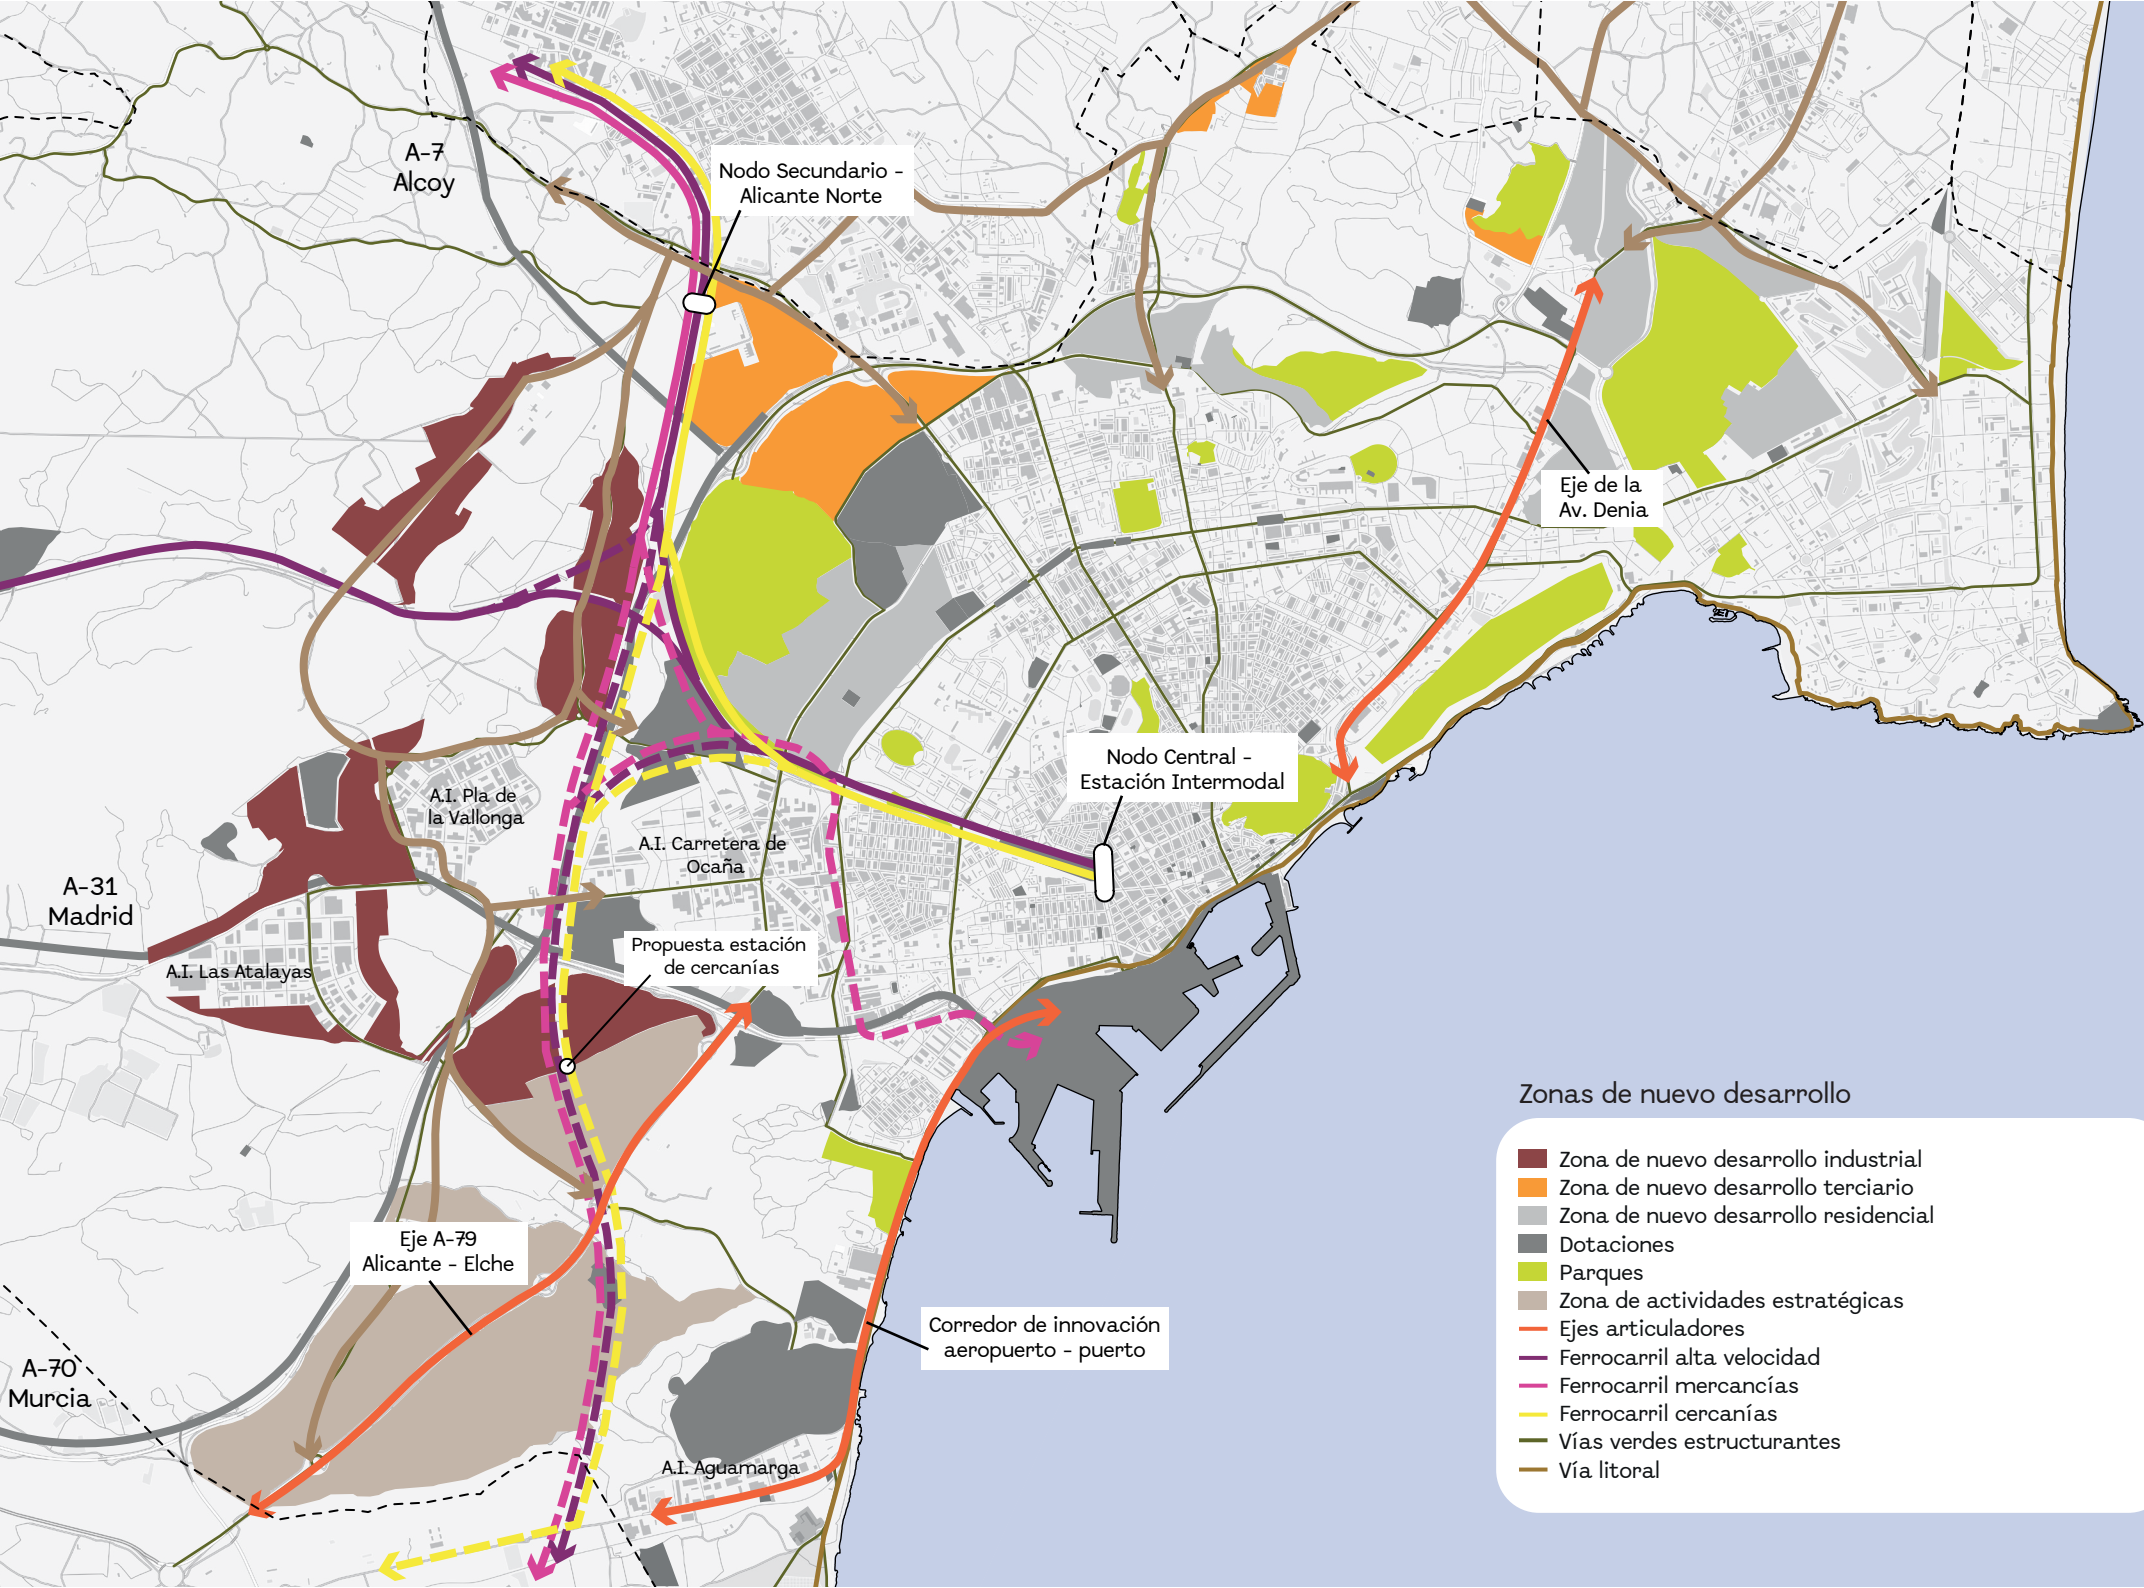 A-7
Alcoy
Nodo Secundario -
Alicante Norte
Eje de la
Av. Denia
Nodo Central -
Estación Intermodal
A.I. Pla de
la Vallonga
A.I. Carretera de
Ocaña
A-31
Madrid
Propuesta estación
de cercanías
A.I. Las Atalayas
Eje A-79
Alicante - Elche
Corredor de innovación
aeropuerto - puerto
A-70
Murcia
A.I. Aguamarga
Zonas de nuevo desarrollo
Zona de nuevo desarrollo industrial
Zona de nuevo desarrollo terciario
Zona de nuevo desarrollo residencial
Dotaciones
Parques
Zona de actividades estratégicas
Ejes articuladores
Ferrocarril alta velocidad
Ferrocarril mercancías
Ferrocarril cercanías
Vías verdes estructurantes
Vía litoral